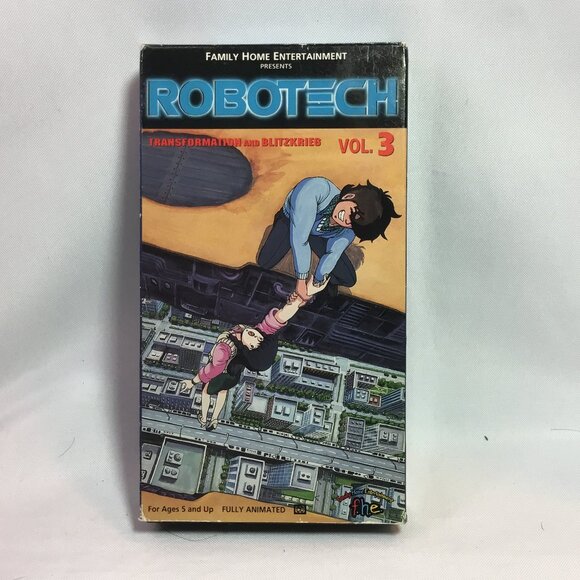 FAMILY HOME ENTERTAINMENT
PRESENTS
ROBOTECH
TRANSFORMATION AND BLITZKRIEG
VOL. 3
For Ages 5 and Up FULLY ANIMATED
fhe